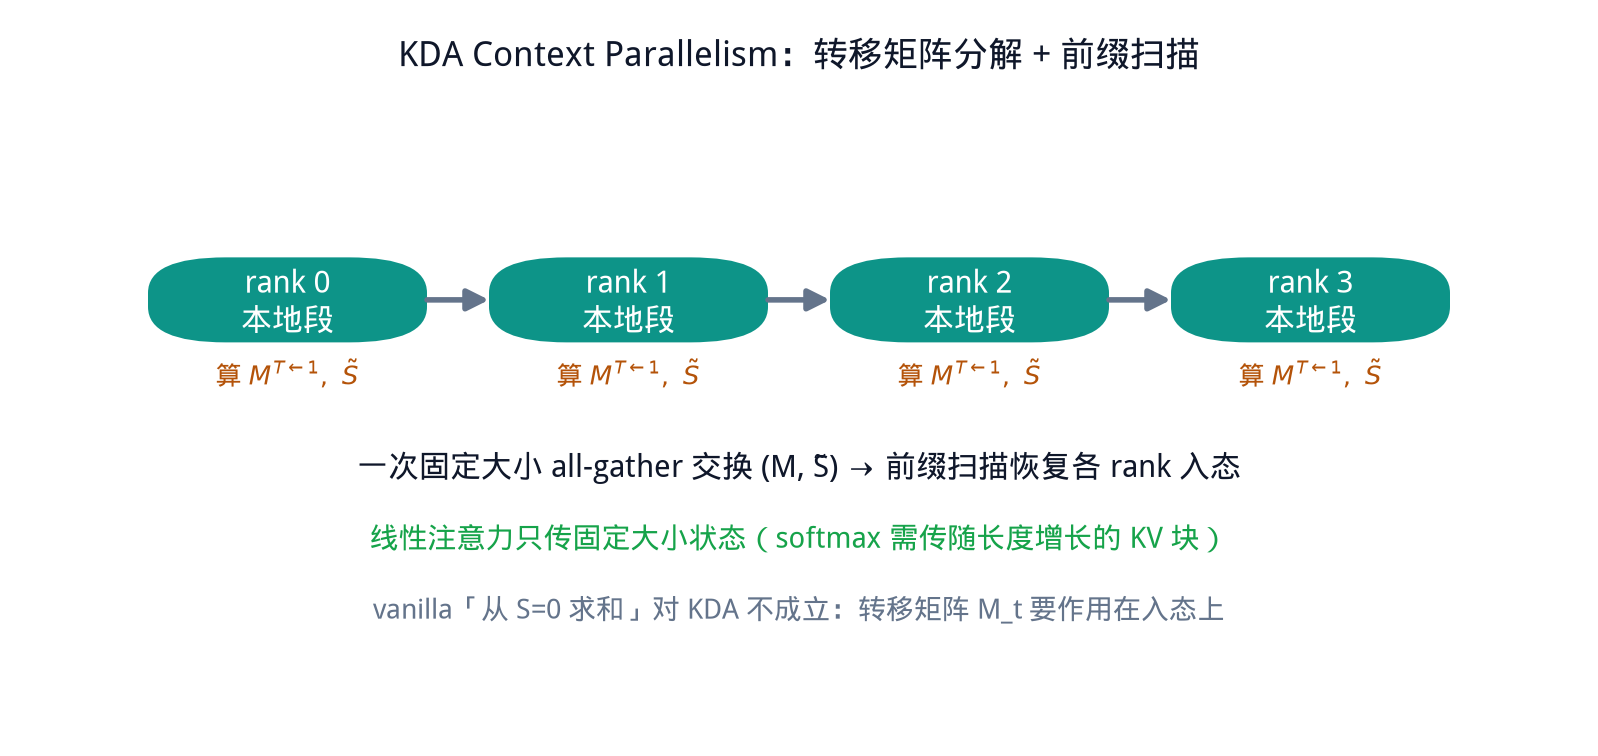 KDA Context Parallelism：转移矩阵分解 + 前缀扫描
rank 0
本地段
rank 1
本地段
rank 2
本地段
rank 3
本地段
算 M^{T←1}, S̃
算 M^{T←1}, S̃
算 M^{T←1}, S̃
算 M^{T←1}, S̃
一次固定大小 all-gather 交换 (M, S̃) → 前缀扫描恢复各 rank 入态
线性注意力只传固定大小状态（softmax 需传随长度增长的 KV 块）
vanilla「从 S=0 求和」对 KDA 不成立：转移矩阵 M_t 要作用在入态上